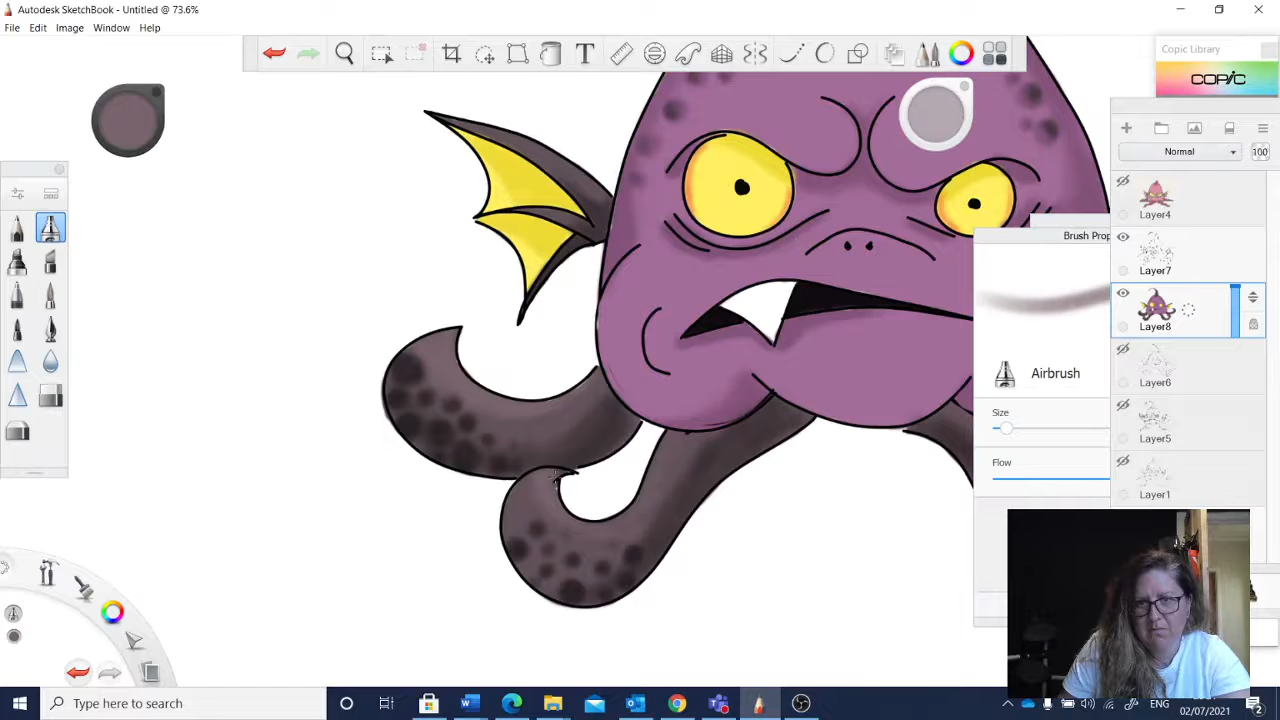 Autodesk SketchBook - Untitled @ 73.6%
File Edit Image Window Help
T
Copic Library
COPIC
Normal
100
Layer4
Layer7
Layer8
Layer6
Layer5
Layer1
Brush Prop
Airbrush
Size
Flow
Type here to search
ENG
02/07/2021
2